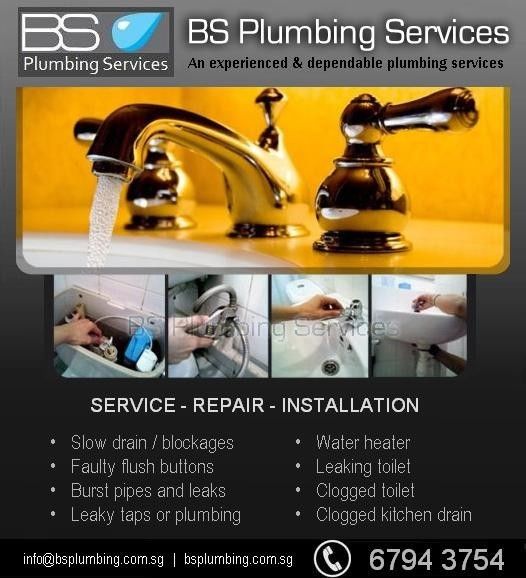 BS
Plumbing Services
BS Plumbing Services
An experienced & dependable plumbing services
BS Plumbing Services
SERVICE - REPAIR - INSTALLATION
• Slow drain / blockages
• Faulty flush buttons
• Burst pipes and leaks
• Leaky taps or plumbing
• Water heater
• Leaking toilet
• Clogged toilet
• Clogged kitchen drain
info@bsplumbing.com.sg | bsplumbing.com.sg
6794 3754